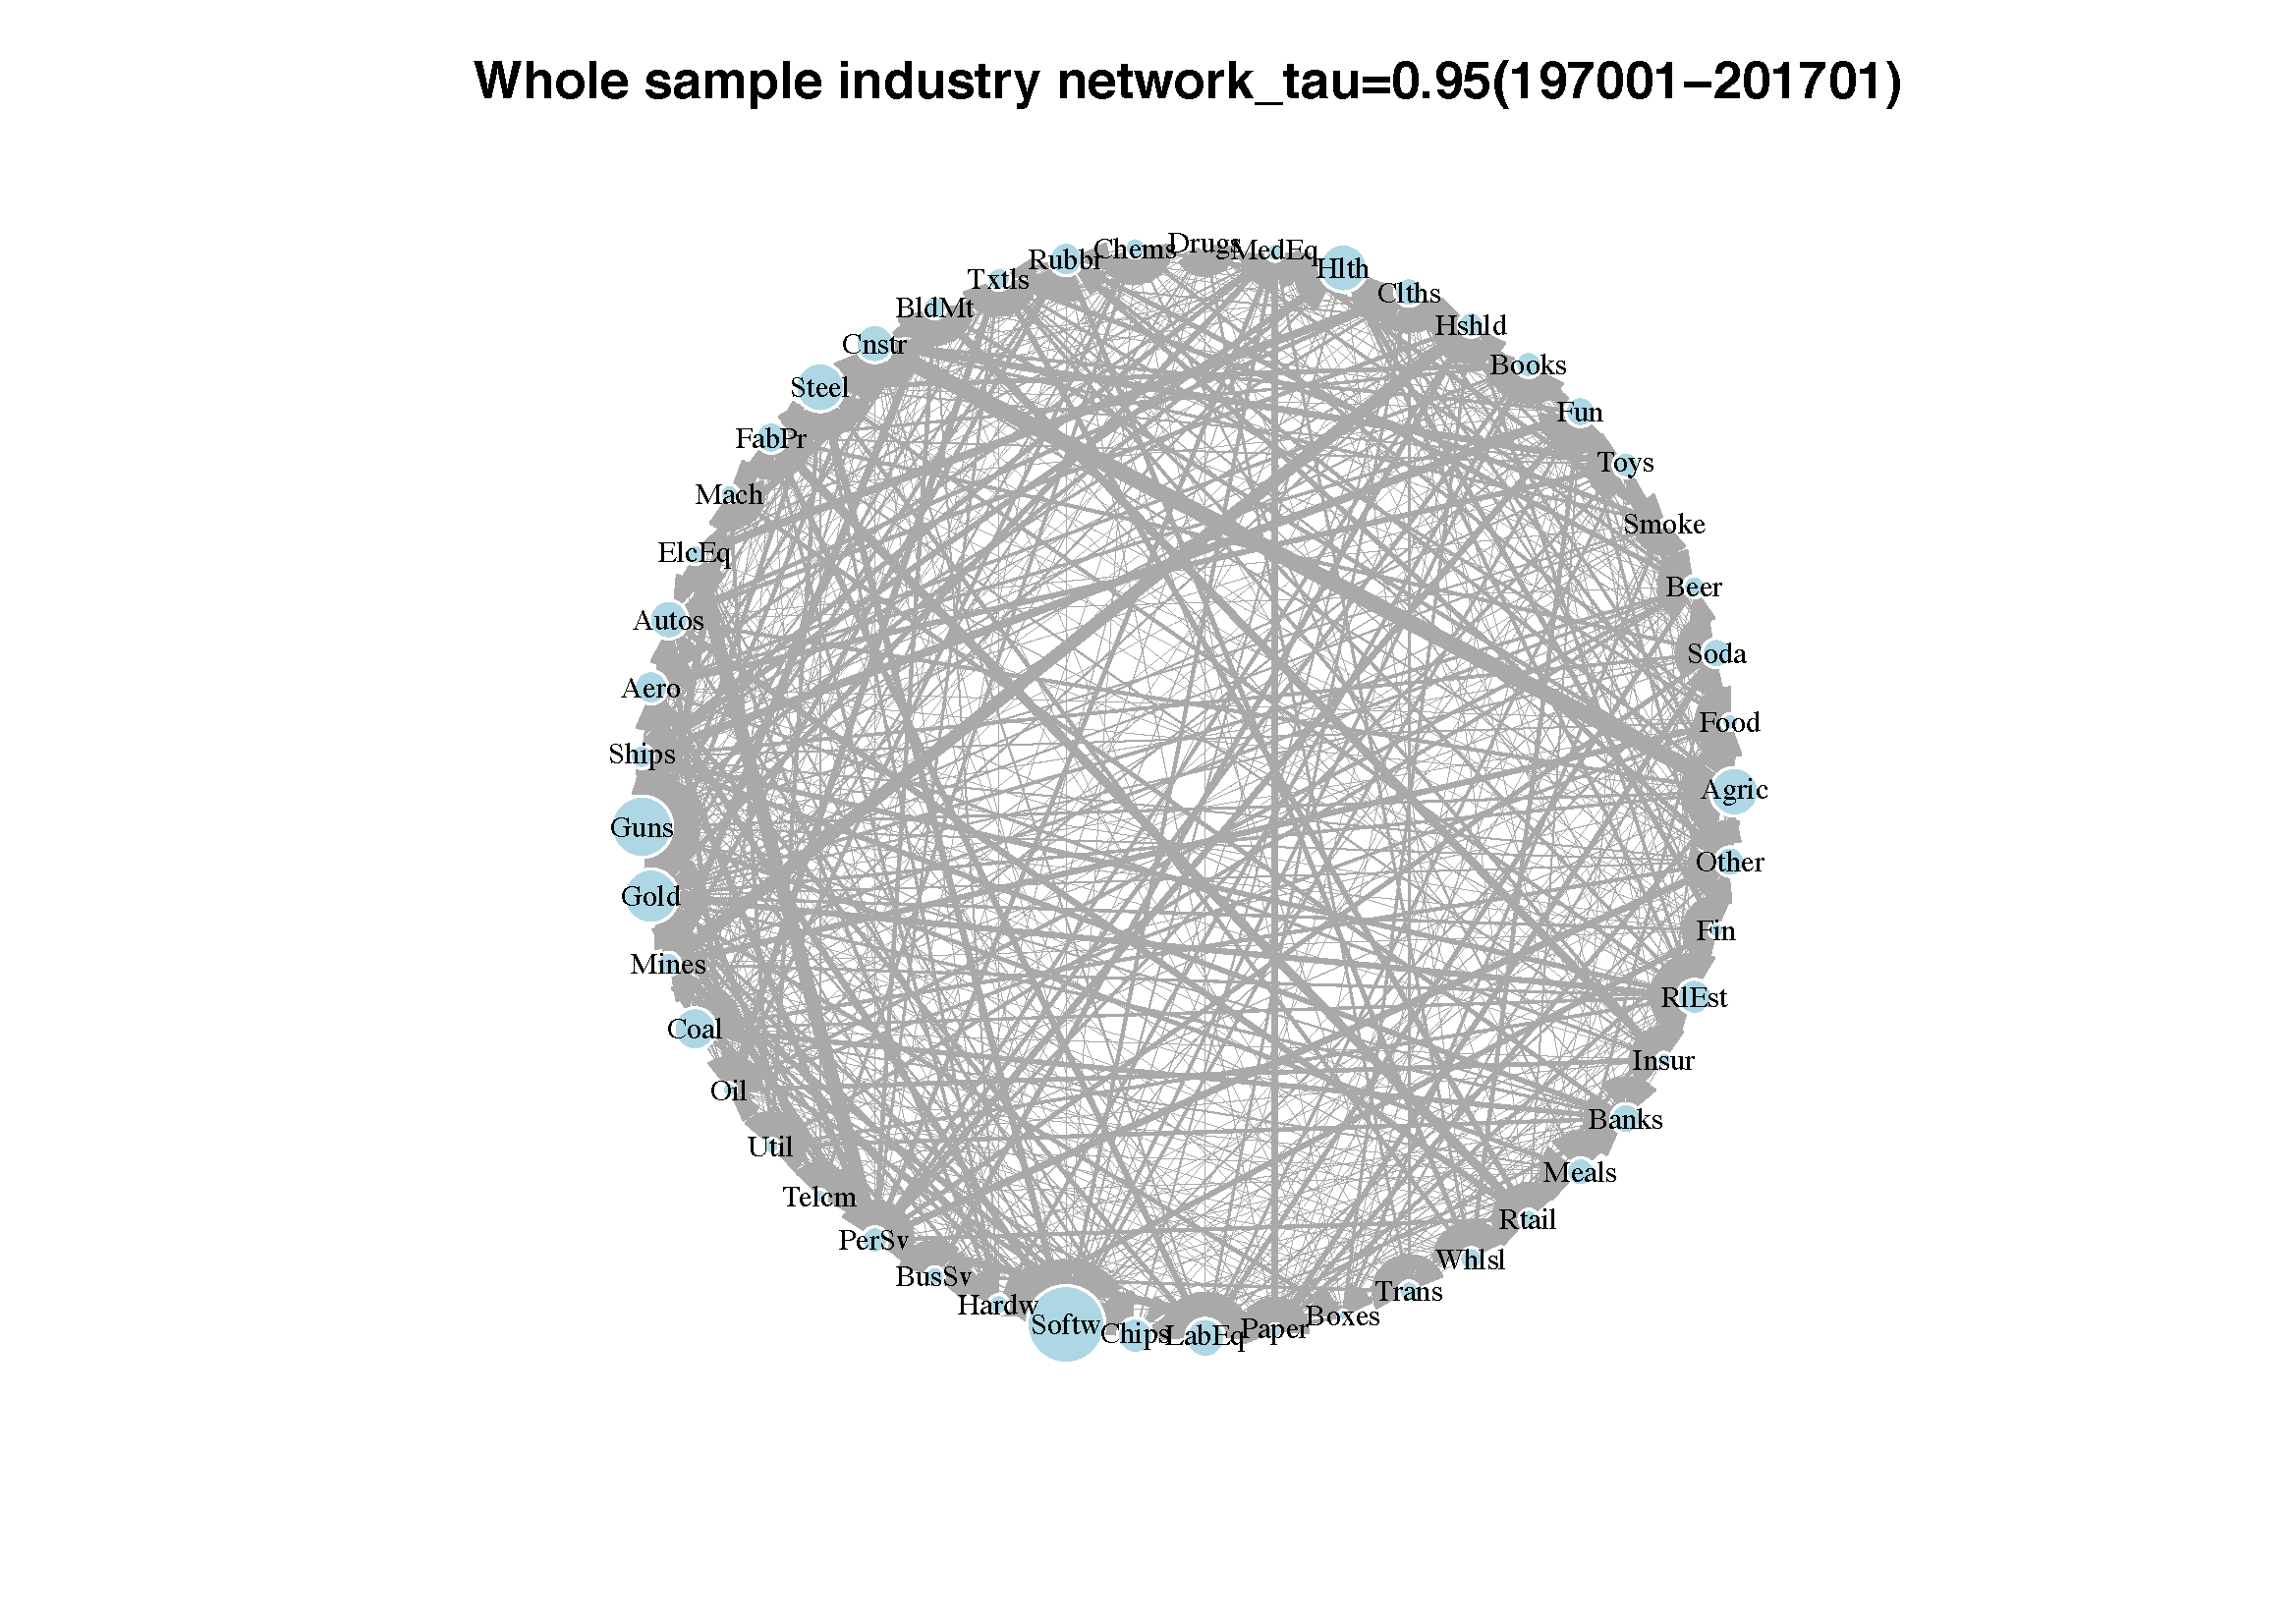 Whole sample industry network_tau=0.95(197001−201701)
Drugs
MedEq
Chems
Rubbr
Hlth
Txtls
Clths
BldMt
Hshld
Cnstr
Books
Steel
Fun
FabPr
Toys
Mach
Smoke
ElcEq
Beer
Autos
Soda
Aero
Food
Ships
Agric
Guns
Other
Gold
Fin
Mines
RlEst
Coal
Insur
Oil
Banks
Util
Meals
Telcm
Rtail
PerSv
Whlsl
BusSv
Trans
Hardw
Boxes
Softw
Chips
LabEq
Paper